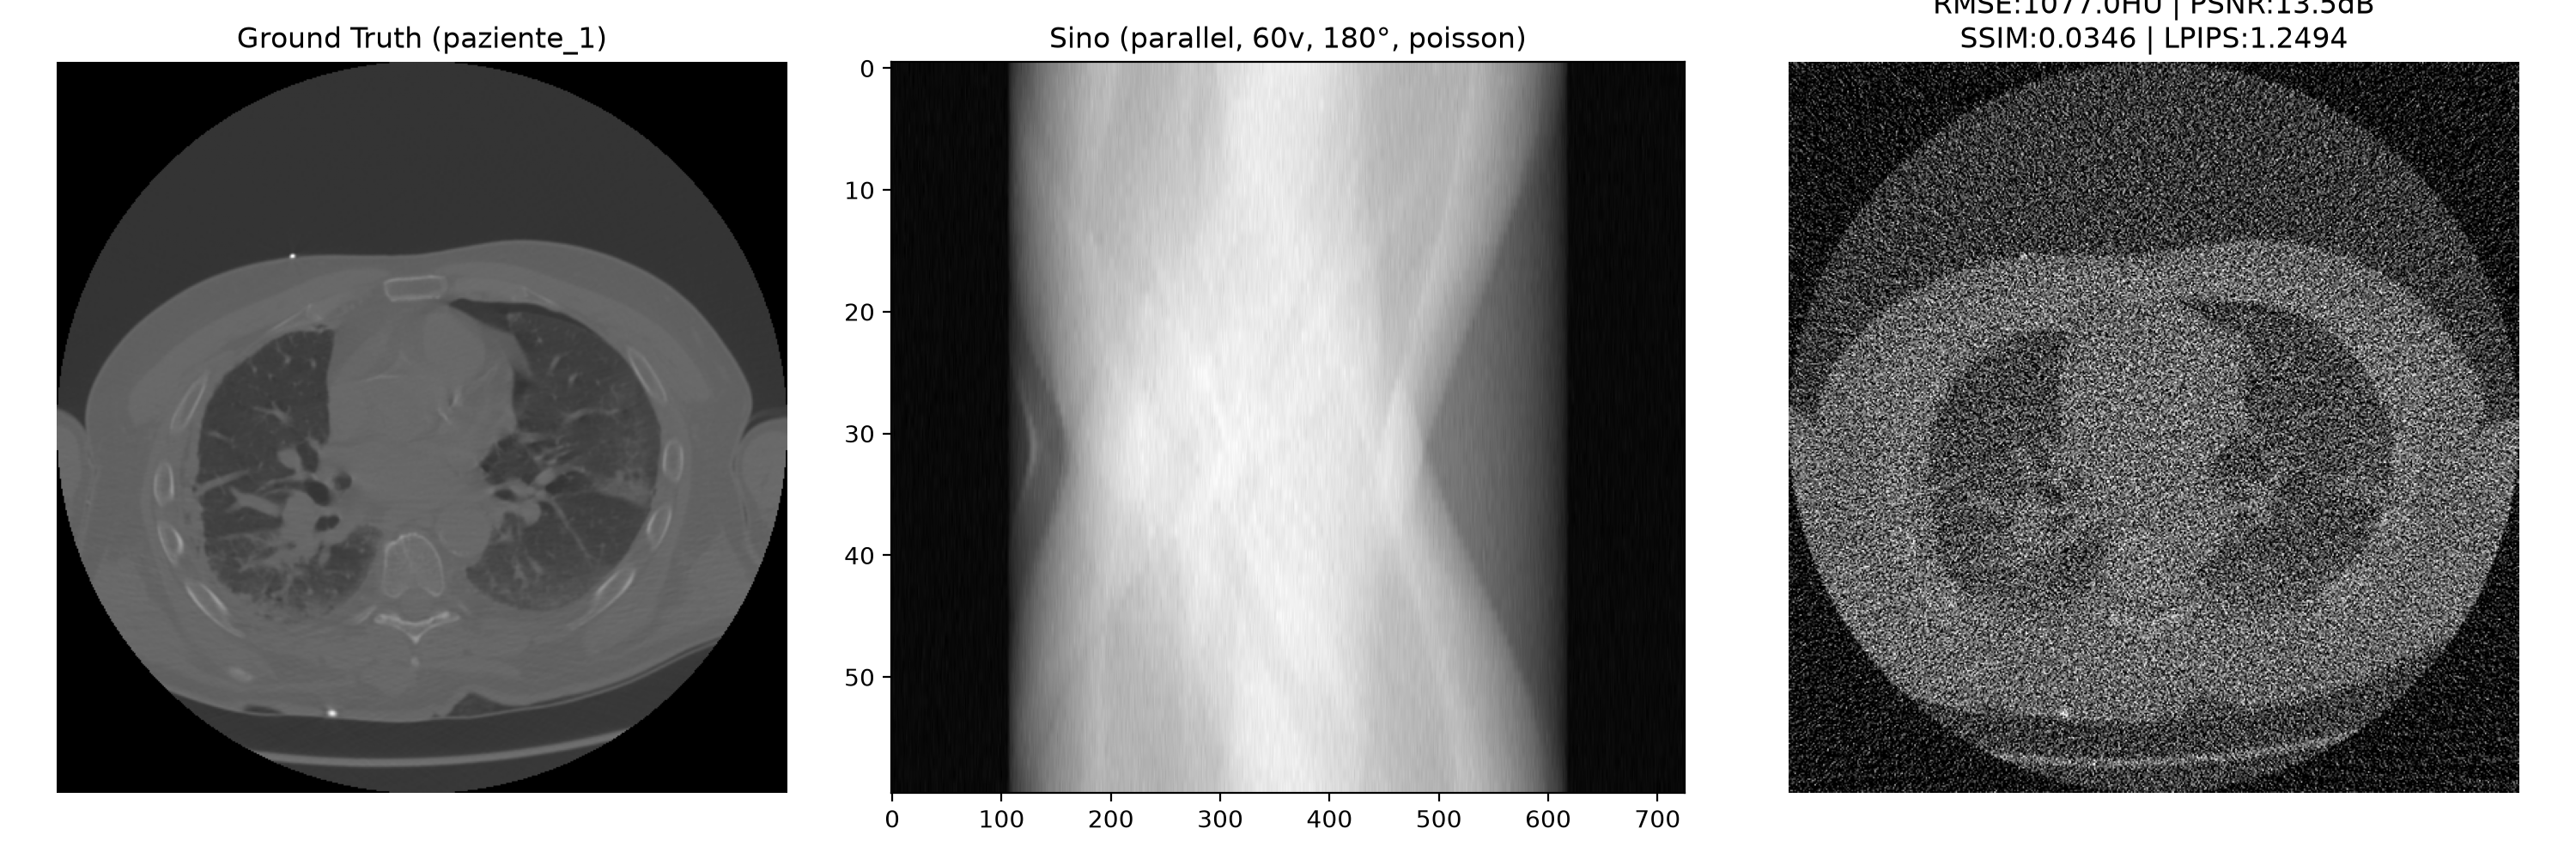 Ground Truth (paziente_1)
Sino (parallel, 60v, 180°, poisson)
RMSE:1077.0HU | PSNR:13.5dB
SSIM:0.0346 | LPIPS:1.2494
0
10
20
30
40
50
0 100 200 300 400 500 600 700